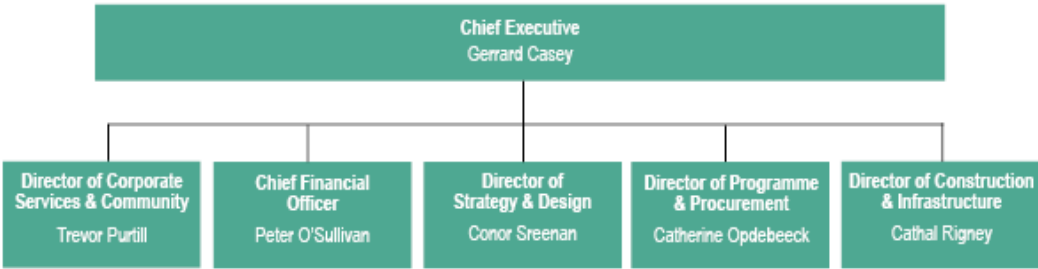 Chief Executive
Gerrard Casey
Director of Corporate
Services & Community
Trevor Purtill
Chief Financial
Officer
Peter O'Sullivan
Director of
Strategy & Design
Conor Sreenan
Director of Programme
& Procurement
Catherine Opdebeeck
Director of Construction
& Infrastructure
Cathal Rigney